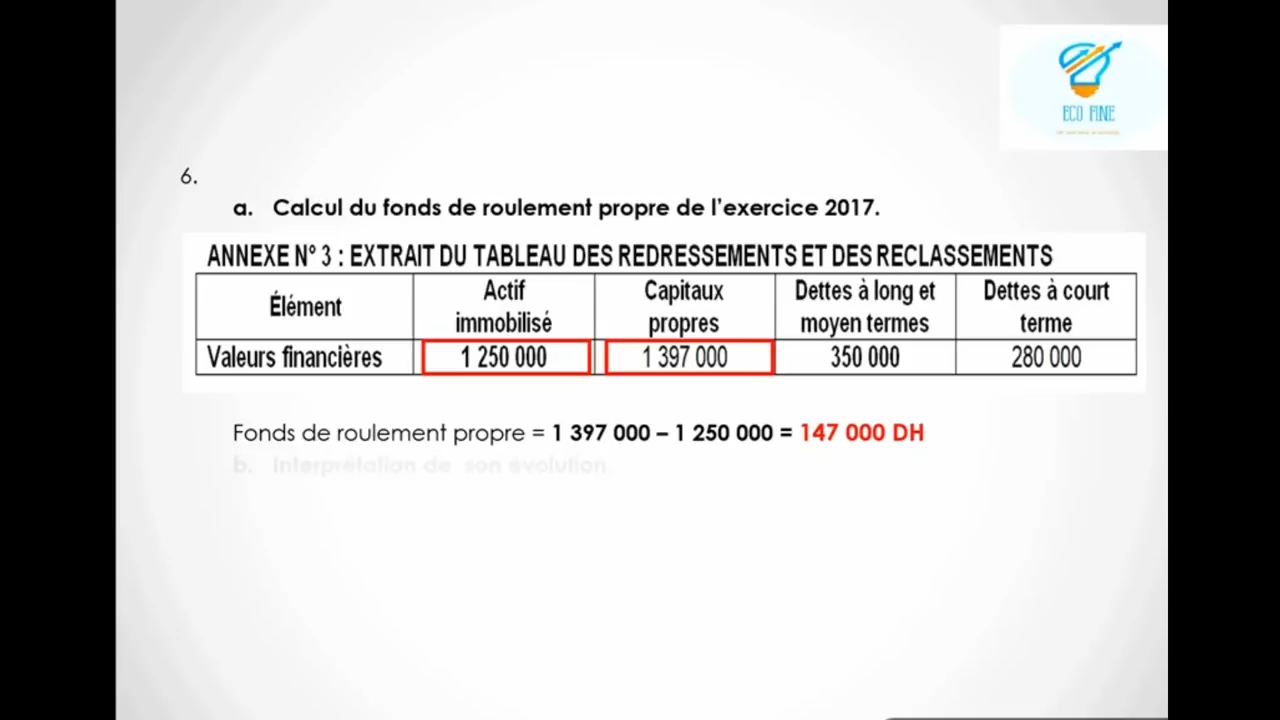 ECO FINE
6.
a. Calcul du fonds de roulement propre de l'exercice 2017.
ANNEXE N° 3 : EXTRAIT DU TABLEAU DES REDRESSEMENTS ET DES RECLASSEMENTS
Élément
Actif immobilisé
Capitaux propres
Dettes à long et moyen termes
Dettes à court terme
Valeurs financières 1 250 000 1 397 000 350 000 280 000
Fonds de roulement propre = 1 397 000 – 1 250 000 = 147 000 DH
b. Interprétation de son évolution